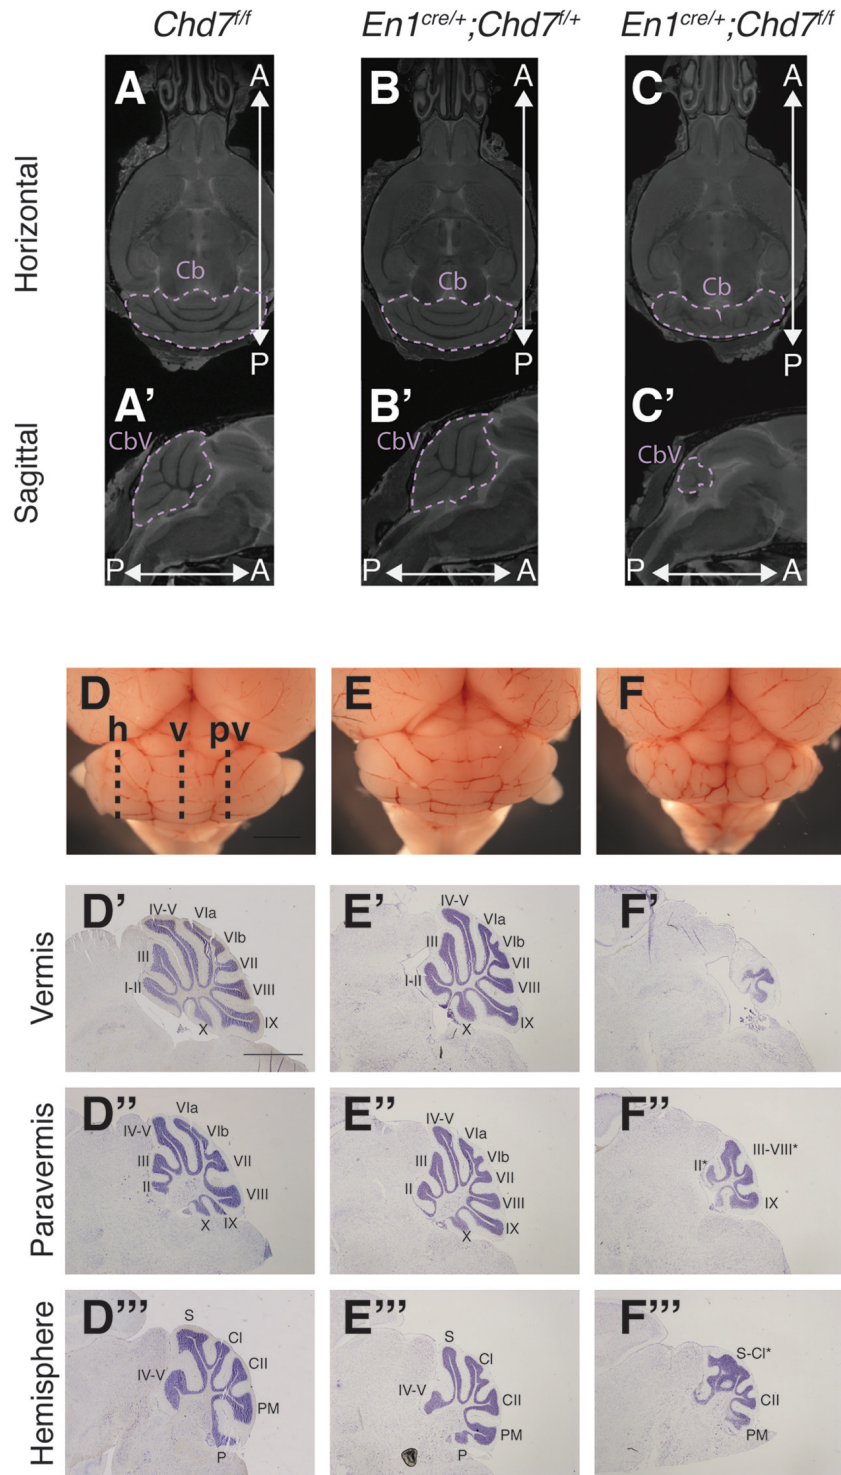 Chd7f/f En1cre/+;Chd7f/+ En1cre/+;Chd7f/f
Horizontal
A A
B A
C A
Cb
Cb
Cb
P
P
P
Sagittal
A'
CbV
P A
B'
CbV
P A
C'
CbV
P A
D
h v pv
E
F
Vermis
D'
IV-V
VIa
VIb
III
VII
I-II
VIII
X
IX
E'
IV-V
VIa
III
VIb
VII
I-II
VIII
X
IX
F'
Paravermis
D''
VIa
IV-V
VIb
III
VII
II
VIII
X IX
E''
IV-V
VIa
III
VIb
VII
II
VIII
X
IX
F''
III-VIII*
II*
IX
Hemisphere
D'''
S
CI
CII
IV-V
PM
P
E'''
S
CI
IV-V
CII
PM
P
F'''
S-CI*
CII
PM